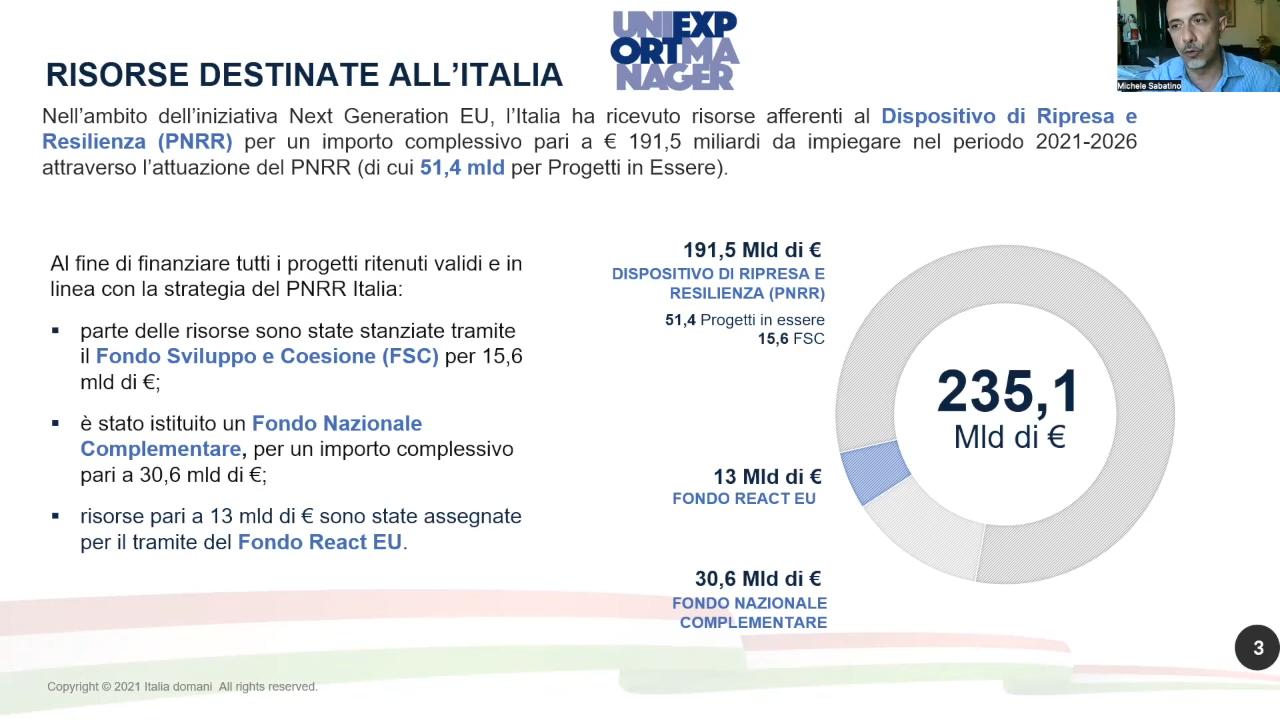 UNIEXP
ORTMA
NAGER
Michele Sabatino
RISORSE DESTINATE ALL’ITALIA
Nell’ambito dell’iniziativa Next Generation EU, l’Italia ha ricevuto risorse afferenti al Dispositivo di Ripresa e
Resilienza (PNRR) per un importo complessivo pari a € 191,5 miliardi da impiegare nel periodo 2021-2026
attraverso l’attuazione del PNRR (di cui 51,4 mld per Progetti in Essere).
Al fine di finanziare tutti i progetti ritenuti validi e in
linea con la strategia del PNRR Italia:
▪ parte delle risorse sono state stanziate tramite
il Fondo Sviluppo e Coesione (FSC) per 15,6
mld di €;
▪ è stato istituito un Fondo Nazionale
Complementare, per un importo complessivo
pari a 30,6 mld di €;
▪ risorse pari a 13 mld di € sono state assegnate
per il tramite del Fondo React EU.
191,5 Mld di €
DISPOSITIVO DI RIPRESA E
RESILIENZA (PNRR)
51,4 Progetti in essere
15,6 FSC
13 Mld di €
FONDO REACT EU
30,6 Mld di €
FONDO NAZIONALE
COMPLEMENTARE
235,1
Mld di €
3
Copyright © 2021 Italia domani All rights reserved.